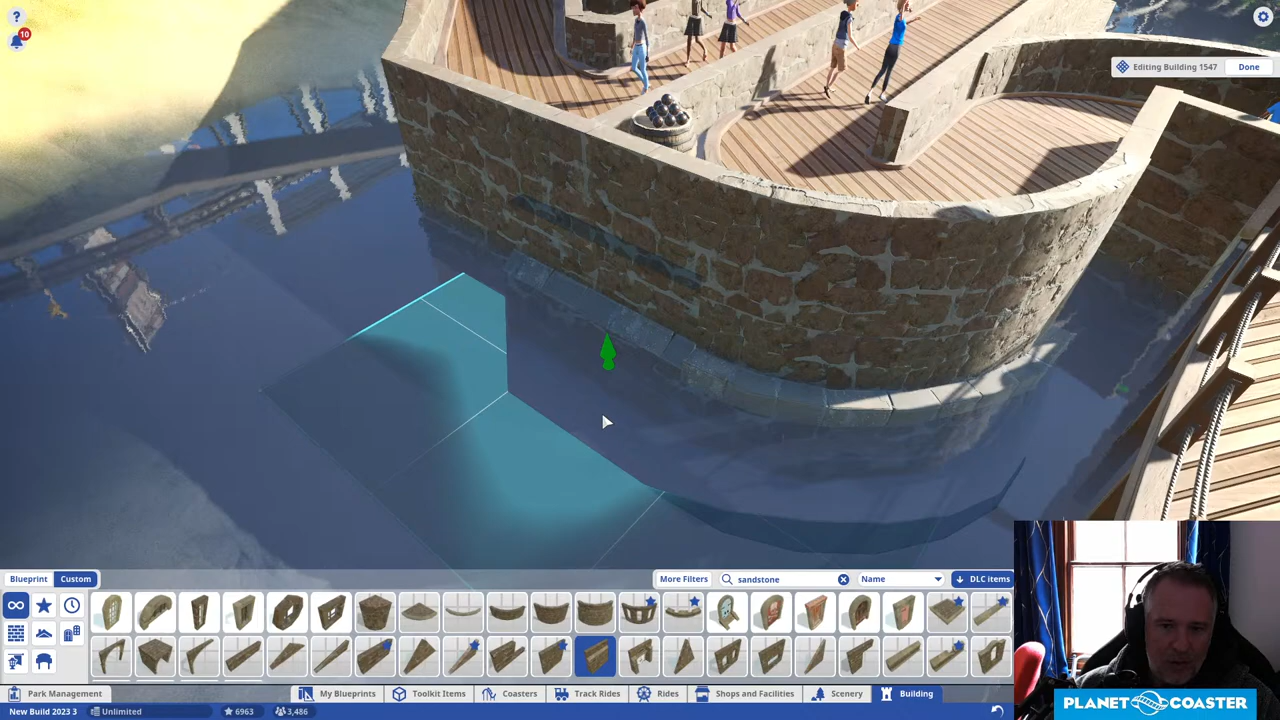 ?
10
Editing Building 1547 Done
Blueprint Custom More Filters sandstone Name DLC items
Park Management My Blueprints Toolkit Items Coasters Track Rides Rides Shops and Facilities Scenery Building
New Build 2023 3 Unlimited 6963 3,486
PLANET COASTER